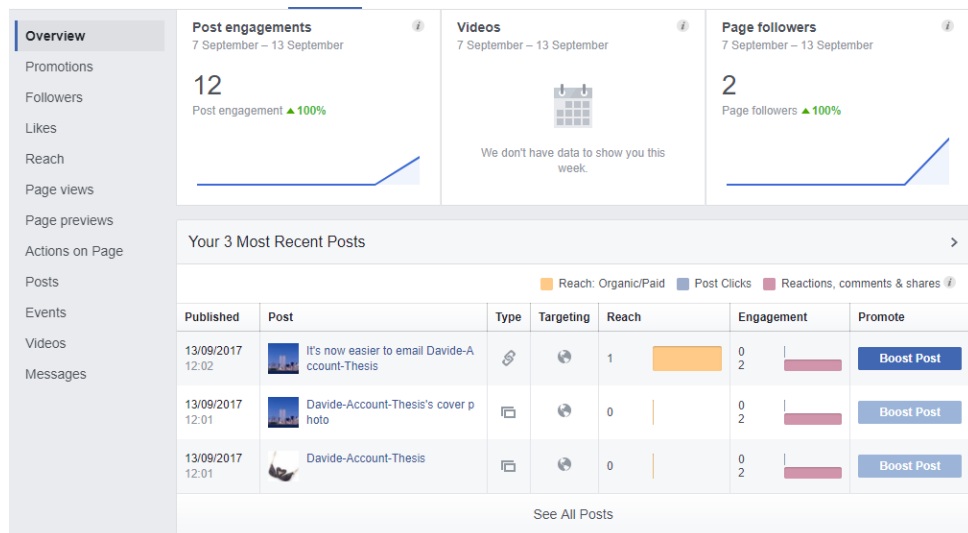 Overview
Promotions
Followers
Likes
Reach
Page views
Page previews
Actions on Page
Posts
Events
Videos
Messages
Post engagements
7 September – 13 September
12
Post engagement 100%
Videos
7 September – 13 September
We don't have data to show you this
week.
Page followers
7 September – 13 September
2
Page followers 100%
Your 3 Most Recent Posts
Reach: Organic/Paid Post Clicks Reactions, comments & shares
Published Post Type Targeting Reach Engagement Promote
13/09/2017 It's now easier to email Davide-A 1 0 Boost Post
12:02 ccount-Thesis 2
13/09/2017 Davide-Account-Thesis's cover p 0 0 Boost Post
12:01 hoto 2
13/09/2017 Davide-Account-Thesis 0 0 Boost Post
12:01 2
See All Posts